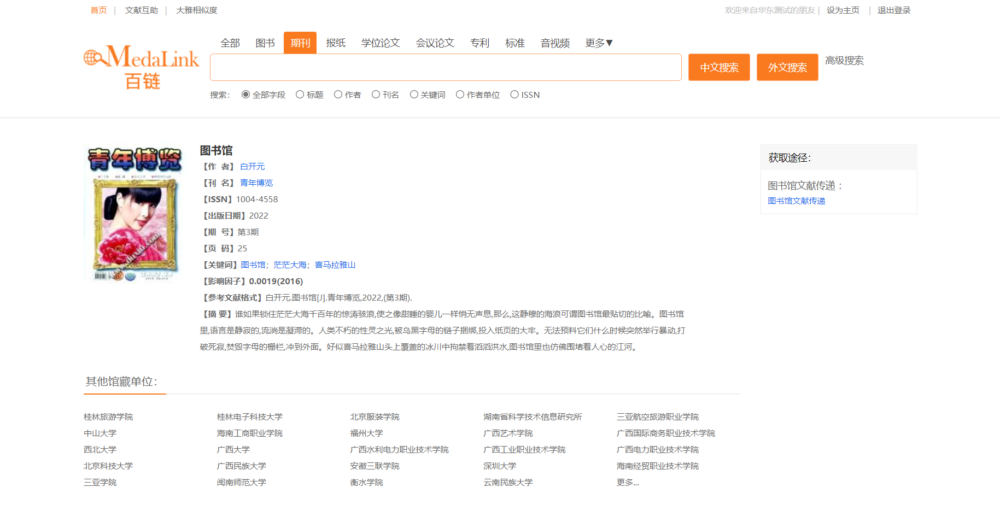 首页 | 文献互助 | 大雅相似度
欢迎来自华东测试的朋友 | 设为主页 | 退出登录
全部 图书 期刊 报纸 学位论文 会议论文 专利 标准 音视频 更多▼
MedaLink
百链
中文搜索 外文搜索 高级搜索
搜索: 全部字段 标题 作者 刊名 关键词 作者单位 ISSN
青年博览
图书馆
【作 者】 白开元
【刊 名】 青年博览
【ISSN】1004-4558
【出版日期】2022
【期 号】第3期
【页 码】25
【关键词】图书馆; 茫茫大海; 喜马拉雅山
【影响因子】0.0019(2016)
【参考文献格式】白开元.图书馆[J].青年博览,2022,(第3期).
【摘 要】谁如果锁住茫茫大海千百年的惊涛骇浪,使之像甜睡的婴儿一样悄无声息,那么,这静穆的海浪可谓图书馆最贴切的比喻。图书馆
里,语言是静寂的,流淌是凝滞的。人类不朽的性灵之光,被乌黑字母的链子捆绑,投入纸页的大牢。无法预料它们什么时候突然举行暴动,打
破死寂,焚毁字母的栅栏,冲到外面。好似喜马拉雅山头上覆盖的冰川中拘禁着滔滔洪水,图书馆里也仿佛围堵着人心的江河。
获取途径：
图书馆文献传递 :
图书馆文献传递
其他馆藏单位：
桂林旅游学院 桂林电子科技大学 北京服装学院 湖南省科学技术信息研究所 三亚航空旅游职业学院
中山大学 海南工商职业学院 福州大学 广西艺术学院 广西国际商务职业技术学院
西北大学 广西大学 广西水利电力职业技术学院 广西工业职业技术学院 广西电力职业技术学院
北京科技大学 广西民族大学 安徽三联学院 深圳大学 海南经贸职业技术学院
三亚学院 闽南师范大学 衡水学院 云南民族大学 更多...